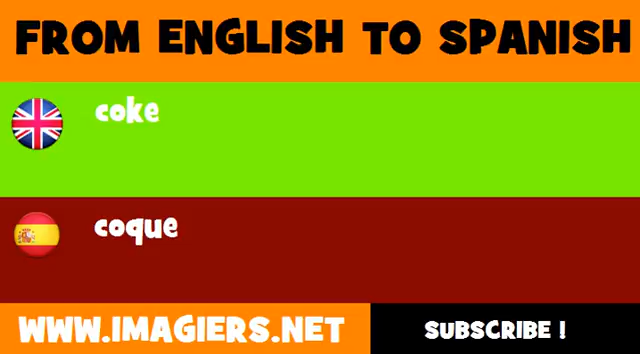 FROM ENGLISH TO SPANISH
coke
coque
WWW.IMAGIERS.NET
SUBSCRIBE !